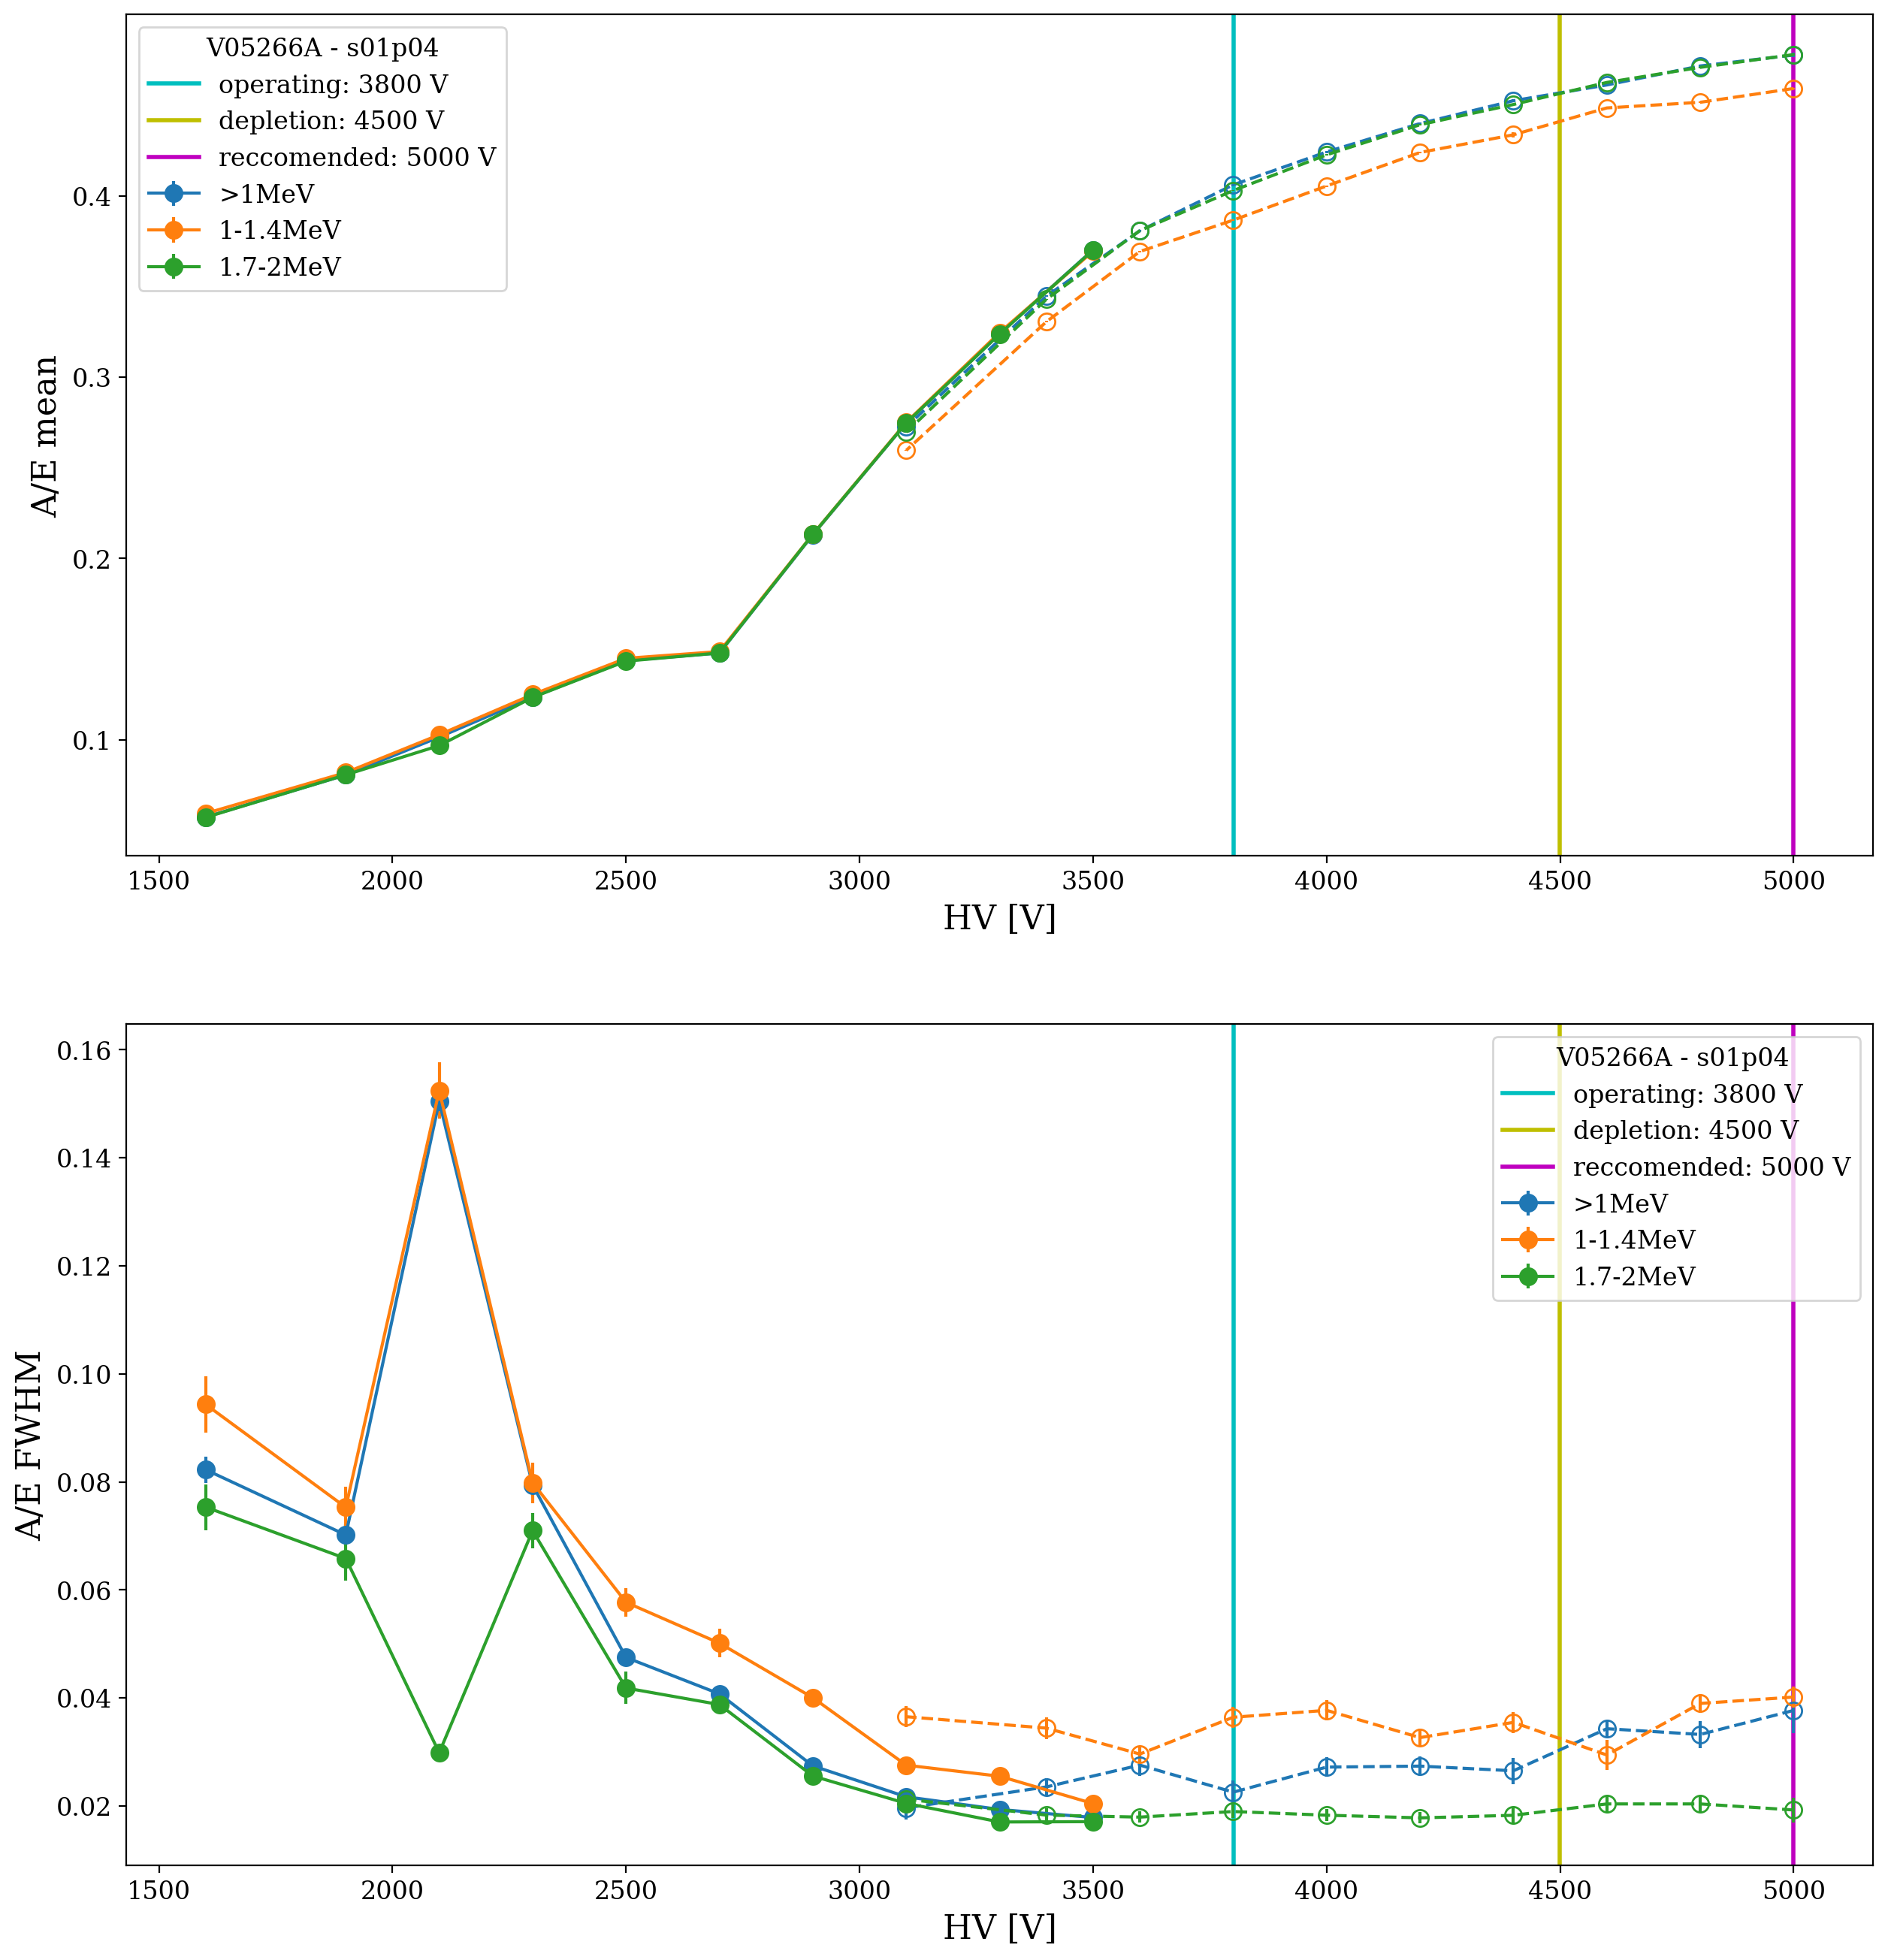 V05266A - s01p04
operating: 3800 V
depletion: 4500 V
reccomended: 5000 V
>1MeV
1-1.4MeV
1.7-2MeV
A/E mean
0.4
0.3
0.2
0.1
1500 2000 2500 3000 3500 4000 4500 5000
HV [V]
V05266A - s01p04
operating: 3800 V
depletion: 4500 V
reccomended: 5000 V
>1MeV
1-1.4MeV
1.7-2MeV
A/E FWHM
0.16
0.14
0.12
0.10
0.08
0.06
0.04
0.02
1500 2000 2500 3000 3500 4000 4500 5000
HV [V]